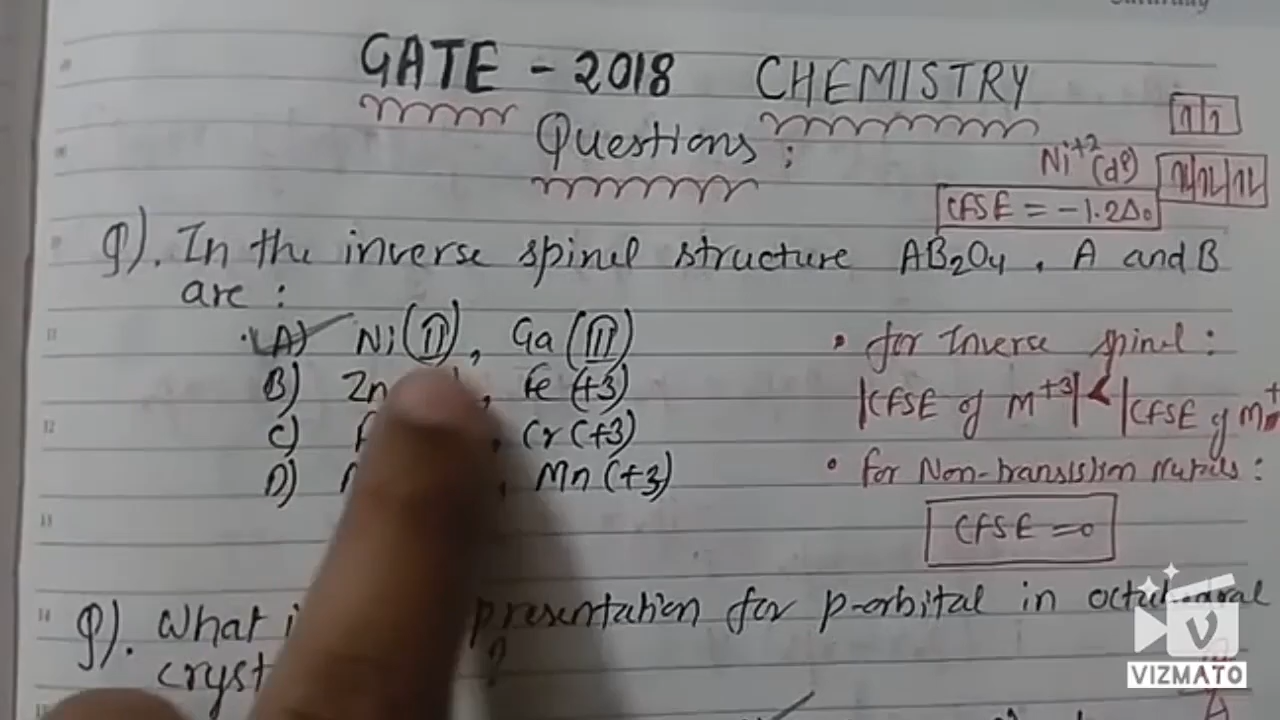 GATE - 2018 CHEMISTRY
Questions :
Ni+2 (d8)
CFSE = -1.2Δo
Q). In the inverse spinel structure AB2O4, A and B
are :
(A) Ni(II), Ga(III)
B) Zn , Fe (+3)
C) , Cr (+3)
D) , Mn (+3)
• for Inverse spinel :
|CFSE of M+3| < |CFSE of M+
• for Non-transistion Metals :
CFSE = 0
Q). What i presentation for p-orbital in octahedral
cryst ?
VIZMATO